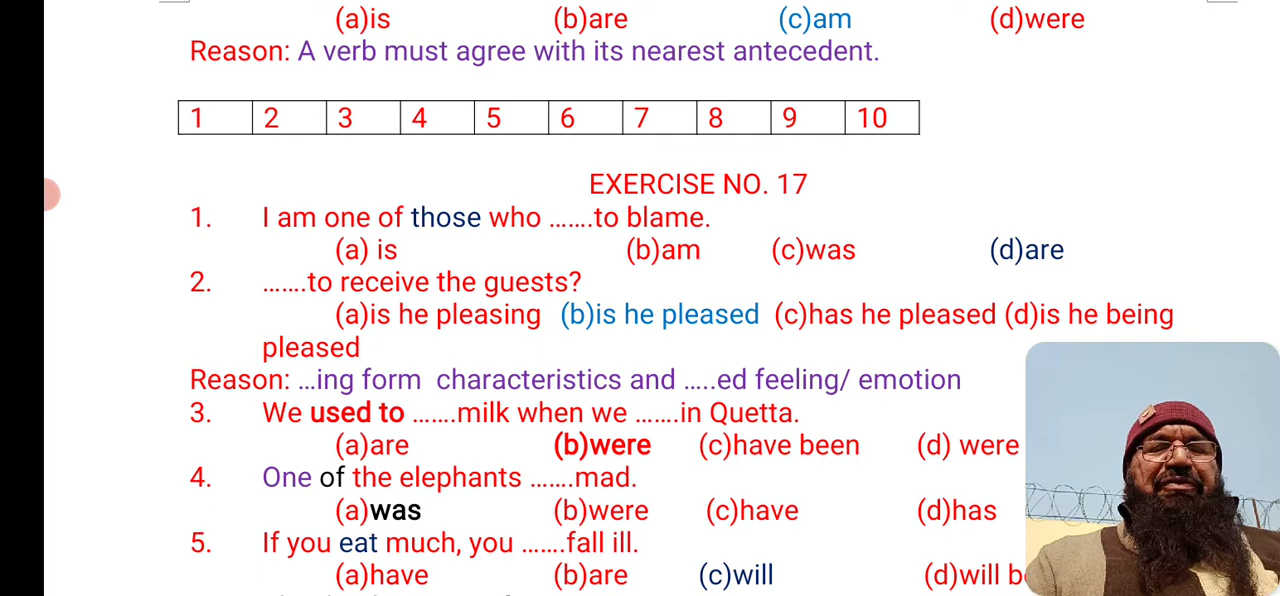 (a)is (b)are (c)am (d)were
Reason: A verb must agree with its nearest antecedent.
1 2 3 4 5 6 7 8 9 10
EXERCISE NO. 17
1. I am one of those who …….to blame.
(a) is (b)am (c)was (d)are
2. …….to receive the guests?
(a)is he pleasing (b)is he pleased (c)has he pleased (d)is he being
pleased
Reason: …ing form characteristics and …..ed feeling/ emotion
3. We used to …….milk when we …….in Quetta.
(a)are (b)were (c)have been (d) were
4. One of the elephants …….mad.
(a)was (b)were (c)have (d)has
5. If you eat much, you …….fall ill.
(a)have (b)are (c)will (d)will